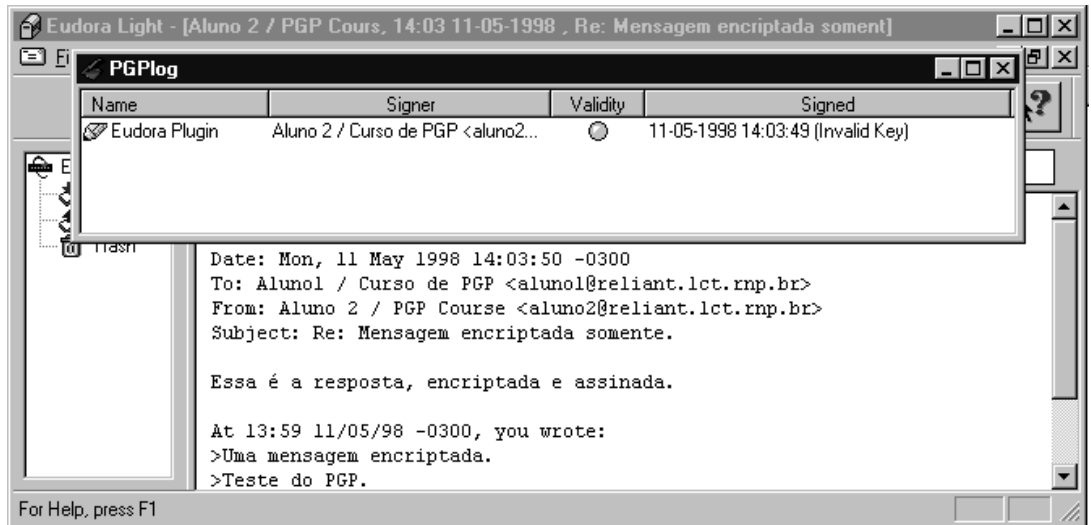 Eudora Light - [Aluno 2 / PGP Cours, 14:03 11-05-1998 , Re: Mensagem encriptada soment]
PGPlog
Name Signer Validity Signed
Eudora Plugin Aluno 2 / Curso de PGP <aluno2... 11-05-1998 14:03:49 (Invalid Key)
Date: Mon, 11 May 1998 14:03:50 -0300
To: Aluno1 / Curso de PGP <aluno1@reliant.lct.rnp.br>
From: Aluno 2 / PGP Course <aluno2@reliant.lct.rnp.br>
Subject: Re: Mensagem encriptada somente.
Essa é a resposta, encriptada e assinada.
At 13:59 11/05/98 -0300, you wrote:
>Uma mensagem encriptada.
>Teste do PGP.
For Help, press F1